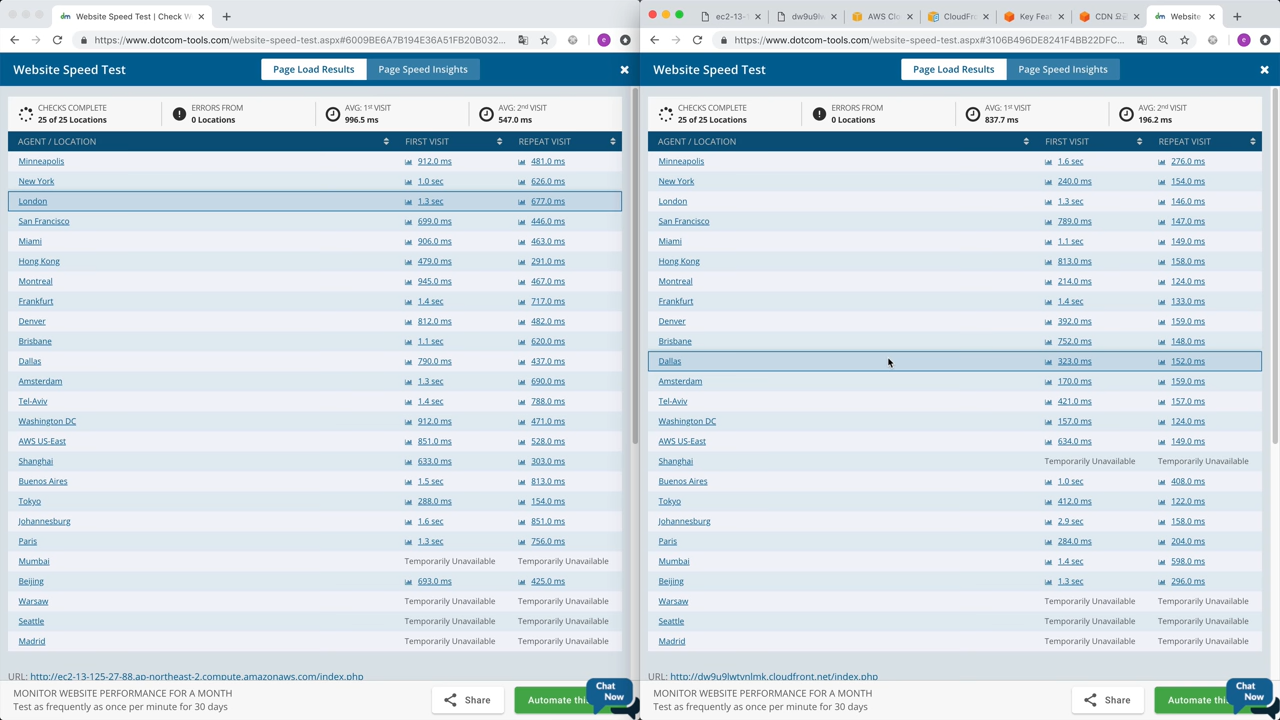 Website Speed Test | Check W
https://www.dotcom-tools.com/website-speed-test.aspx#6009BE6A7B194E36A51FB20B032...
e
Website Speed Test
Page Load Results
Page Speed Insights
CHECKS COMPLETE
25 of 25 Locations
ERRORS FROM
0 Locations
AVG: 1st VISIT
996.5 ms
AVG: 2nd VISIT
547.0 ms
AGENT / LOCATION FIRST VISIT REPEAT VISIT
Minneapolis 912.0 ms 481.0 ms
New York 1.0 sec 626.0 ms
London 1.3 sec 677.0 ms
San Francisco 699.0 ms 446.0 ms
Miami 906.0 ms 463.0 ms
Hong Kong 479.0 ms 291.0 ms
Montreal 945.0 ms 467.0 ms
Frankfurt 1.4 sec 717.0 ms
Denver 812.0 ms 482.0 ms
Brisbane 1.1 sec 620.0 ms
Dallas 790.0 ms 437.0 ms
Amsterdam 1.3 sec 690.0 ms
Tel-Aviv 1.4 sec 788.0 ms
Washington DC 912.0 ms 471.0 ms
AWS US-East 851.0 ms 528.0 ms
Shanghai 633.0 ms 303.0 ms
Buenos Aires 1.5 sec 813.0 ms
Tokyo 288.0 ms 154.0 ms
Johannesburg 1.6 sec 851.0 ms
Paris 1.3 sec 756.0 ms
Mumbai Temporarily Unavailable Temporarily Unavailable
Beijing 693.0 ms 425.0 ms
Warsaw Temporarily Unavailable Temporarily Unavailable
Seattle Temporarily Unavailable Temporarily Unavailable
Madrid Temporarily Unavailable Temporarily Unavailable
URL: http://ec2-13-125-27-88.ap-northeast-2.compute.amazonaws.com/index.php
MONITOR WEBSITE PERFORMANCE FOR A MONTH
Test as frequently as once per minute for 30 days
Share
Automate thi
Chat
Now
ec2-13-1
dw9u9lw
AWS Clo
CloudFr
Key Feat
CDN 요금
Website
https://www.dotcom-tools.com/website-speed-test.aspx#3106B496DE8241F4BB22DFC...
e
Website Speed Test
Page Load Results
Page Speed Insights
CHECKS COMPLETE
25 of 25 Locations
ERRORS FROM
0 Locations
AVG: 1st VISIT
837.7 ms
AVG: 2nd VISIT
196.2 ms
AGENT / LOCATION FIRST VISIT REPEAT VISIT
Minneapolis 1.6 sec 276.0 ms
New York 240.0 ms 154.0 ms
London 1.3 sec 146.0 ms
San Francisco 789.0 ms 147.0 ms
Miami 1.1 sec 149.0 ms
Hong Kong 813.0 ms 158.0 ms
Montreal 214.0 ms 124.0 ms
Frankfurt 1.4 sec 133.0 ms
Denver 392.0 ms 159.0 ms
Brisbane 752.0 ms 148.0 ms
Dallas 323.0 ms 152.0 ms
Amsterdam 170.0 ms 159.0 ms
Tel-Aviv 421.0 ms 157.0 ms
Washington DC 157.0 ms 124.0 ms
AWS US-East 634.0 ms 149.0 ms
Shanghai Temporarily Unavailable Temporarily Unavailable
Buenos Aires 1.0 sec 408.0 ms
Tokyo 412.0 ms 122.0 ms
Johannesburg 2.9 sec 158.0 ms
Paris 284.0 ms 204.0 ms
Mumbai 1.4 sec 598.0 ms
Beijing 1.3 sec 296.0 ms
Warsaw Temporarily Unavailable Temporarily Unavailable
Seattle Temporarily Unavailable Temporarily Unavailable
Madrid Temporarily Unavailable Temporarily Unavailable
URL: http://dw9u9lwtvnlmk.cloudfront.net/index.php
MONITOR WEBSITE PERFORMANCE FOR A MONTH
Test as frequently as once per minute for 30 days
Share
Automate thi
Chat
Now